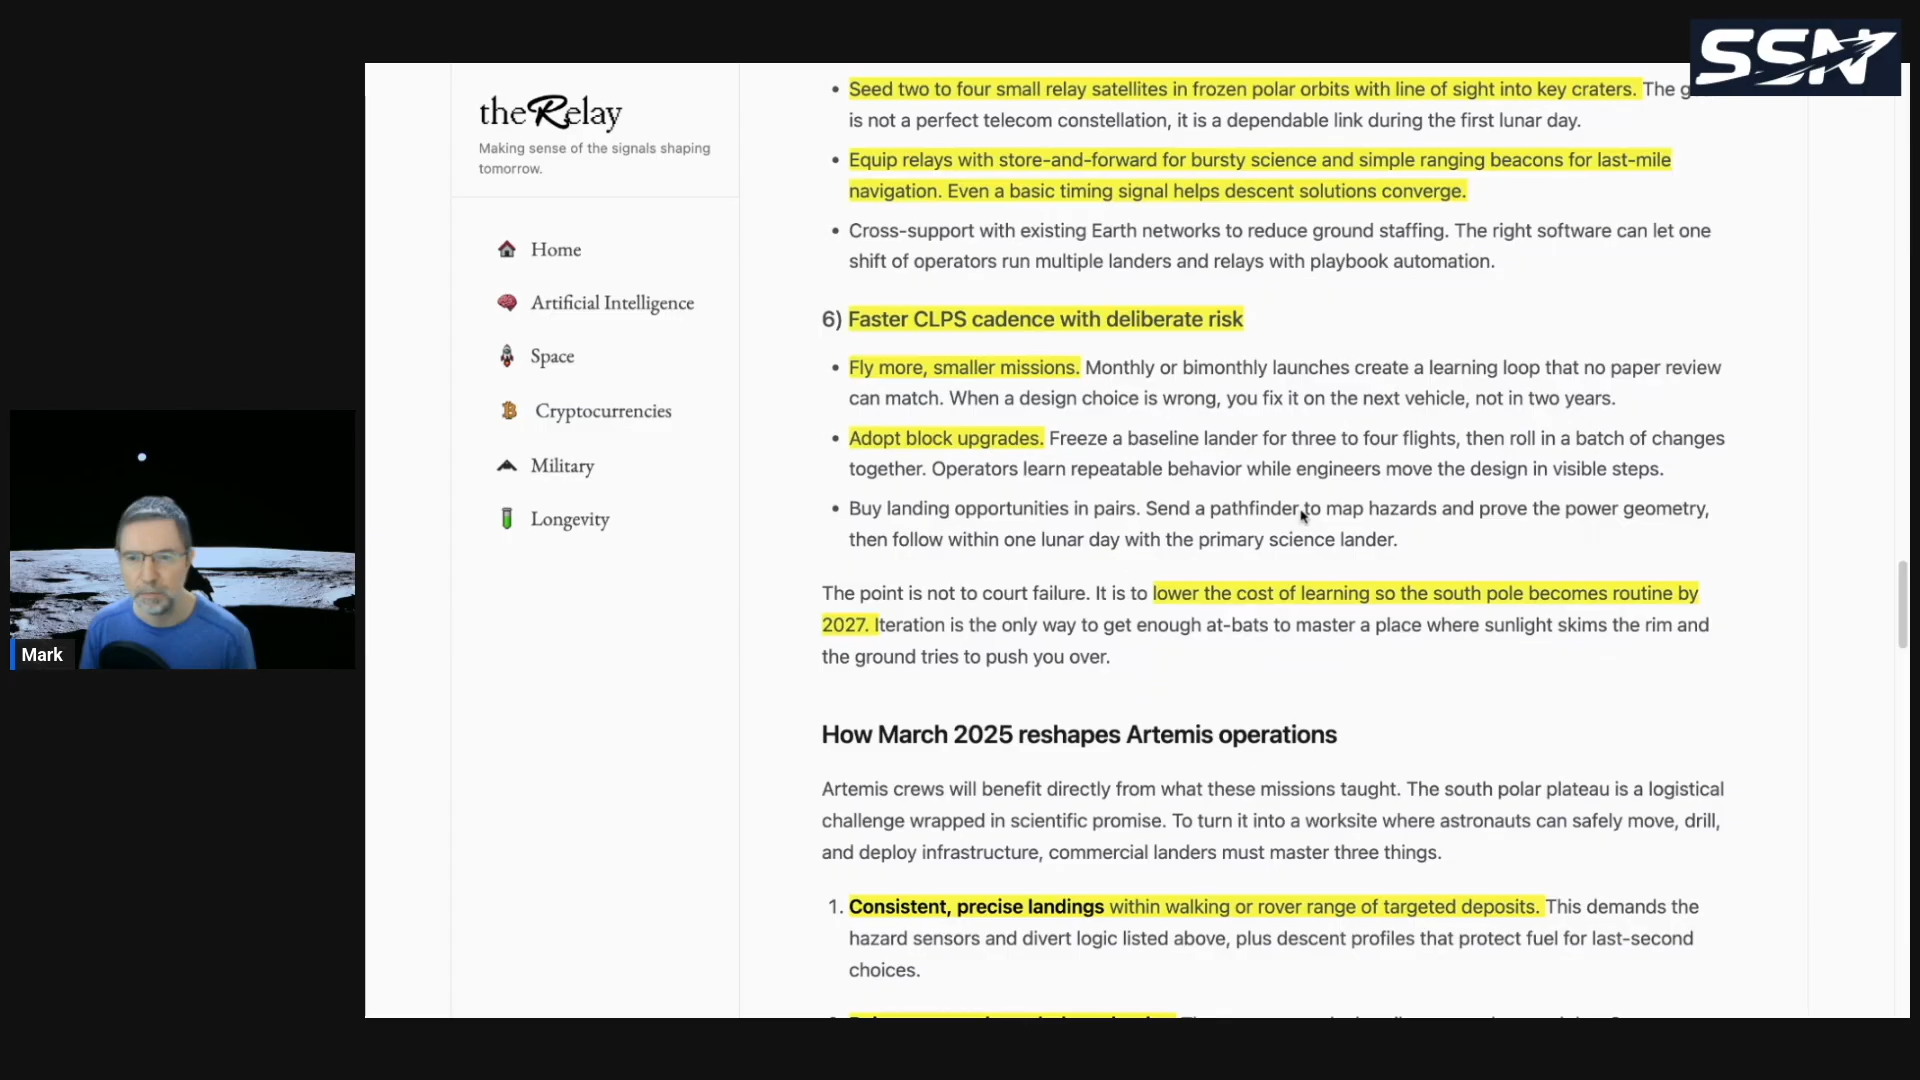 SSN
theRelay
Making sense of the signals shaping
tomorrow.
Home
Artificial Intelligence
Space
Cryptocurrencies
Military
Longevity
Mark
• Seed two to four small relay satellites in frozen polar orbits with line of sight into key craters. The
is not a perfect telecom constellation, it is a dependable link during the first lunar day.
• Equip relays with store-and-forward for bursty science and simple ranging beacons for last-mile
navigation. Even a basic timing signal helps descent solutions converge.
• Cross-support with existing Earth networks to reduce ground staffing. The right software can let one
shift of operators run multiple landers and relays with playbook automation.
6) Faster CLPS cadence with deliberate risk
• Fly more, smaller missions. Monthly or bimonthly launches create a learning loop that no paper review
can match. When a design choice is wrong, you fix it on the next vehicle, not in two years.
• Adopt block upgrades. Freeze a baseline lander for three to four flights, then roll in a batch of changes
together. Operators learn repeatable behavior while engineers move the design in visible steps.
• Buy landing opportunities in pairs. Send a pathfinder to map hazards and prove the power geometry,
then follow within one lunar day with the primary science lander.
The point is not to court failure. It is to lower the cost of learning so the south pole becomes routine by
2027. Iteration is the only way to get enough at-bats to master a place where sunlight skims the rim and
the ground tries to push you over.
How March 2025 reshapes Artemis operations
Artemis crews will benefit directly from what these missions taught. The south polar plateau is a logistical
challenge wrapped in scientific promise. To turn it into a worksite where astronauts can safely move, drill,
and deploy infrastructure, commercial landers must master three things.
1. Consistent, precise landings within walking or rover range of targeted deposits. This demands the
hazard sensors and divert logic listed above, plus descent profiles that protect fuel for last-second
choices.